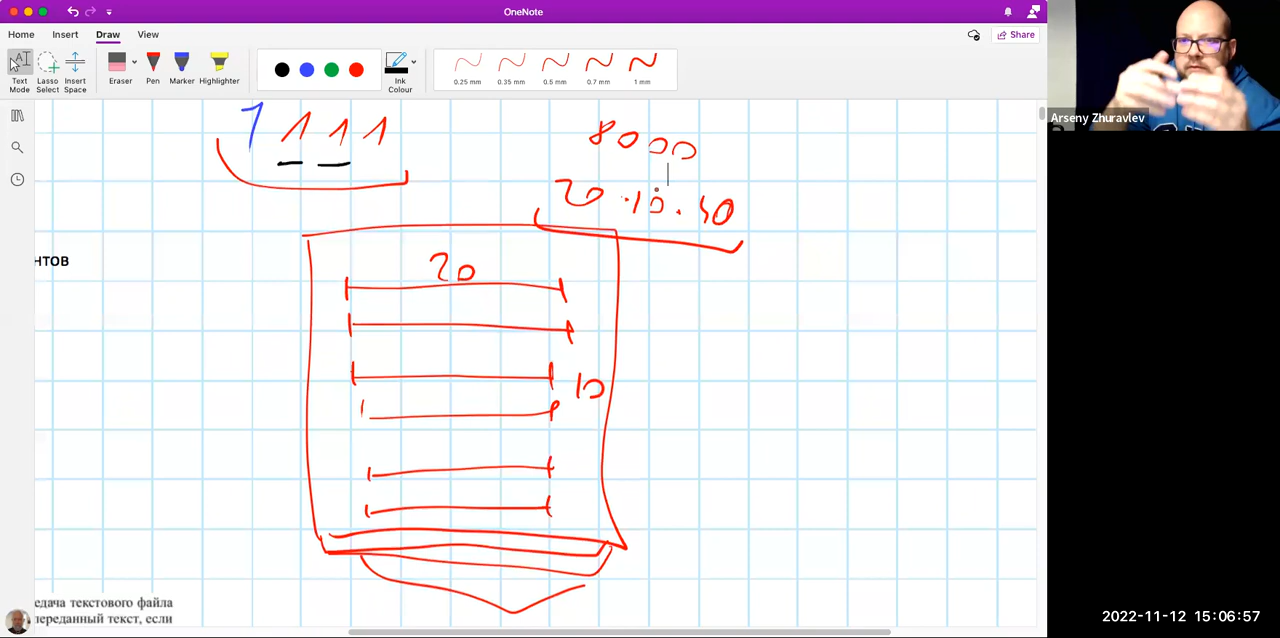 OneNote
Home Insert Draw View
Share
Text Mode
Lasso Select
Insert Space
Eraser
Pen
Marker
Highlighter
Ink Colour
0.25 mm
0.35 mm
0.5 mm
0.7 mm
1 mm
Arseny Zhuravlev
1 1 1 1
8000
20 · 10 · 40
нтов
20
10
едача текстового файла
переданный текст, если
2022-11-12 15:06:57